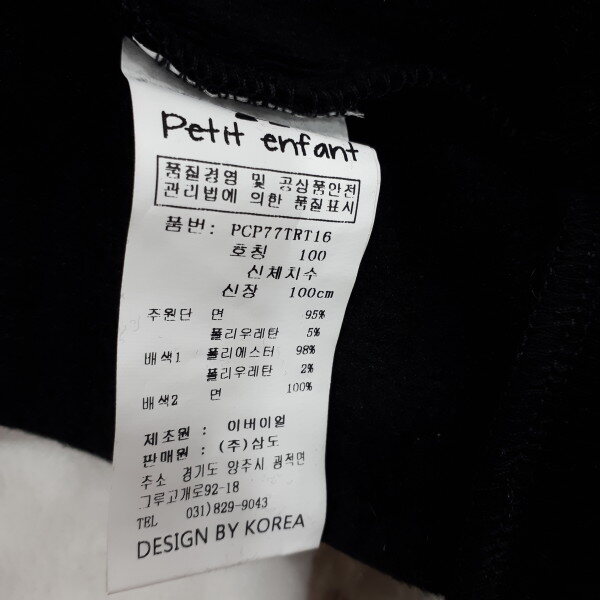 Petit enfant
품질경영 및 공싱품안전
관리법에 의한 품질표시
품번: PCP77TRT16
호칭 100
신체치수
신장 100cm
주원단 면 95%
폴리우레탄 5%
배색1 폴리에스터 98%
폴리우레탄 2%
배색2 면 100%
제조원 : 이바이얼
판매원 : (주)삼도
주소 경기도 양주시 광적면
그루고개로92-18
TEL 031)829-9043
DESIGN BY KOREA